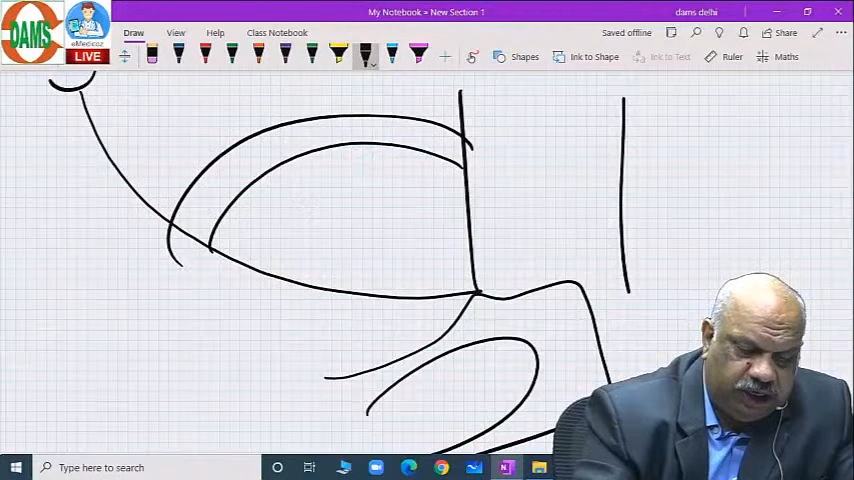 My Notebook » New Section 1
dams delhi
DAMS
eMedicoz
LIVE
Draw View Help Class Notebook
Saved offline
Share
Shapes
Ink to Shape
Ink to Text
Ruler
Maths
Type here to search